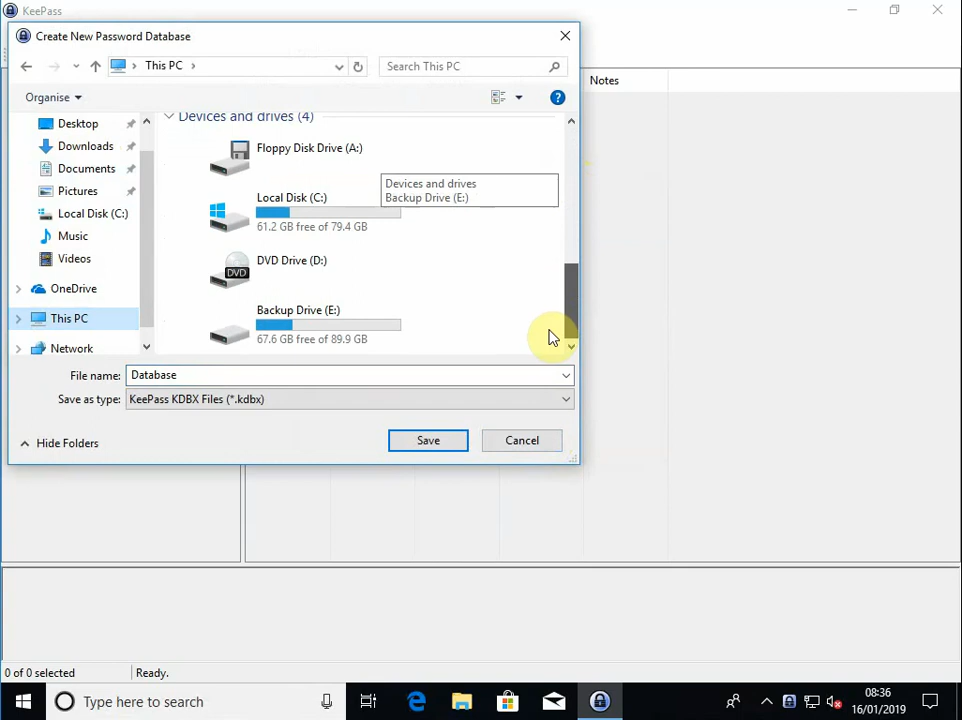 KeePass
Create New Password Database
This PC
Search This PC
Organise
Notes
Desktop
Downloads
Documents
Pictures
Local Disk (C:)
Music
Videos
OneDrive
This PC
Network
Devices and drives (4)
Floppy Disk Drive (A:)
Devices and drives
Backup Drive (E:)
Local Disk (C:)
61.2 GB free of 79.4 GB
DVD Drive (D:)
DVD
Backup Drive (E:)
67.6 GB free of 89.9 GB
File name: Database
Save as type: KeePass KDBX Files (*.kdbx)
Hide Folders
Save
Cancel
0 of 0 selected
Ready.
Type here to search
08:36
16/01/2019